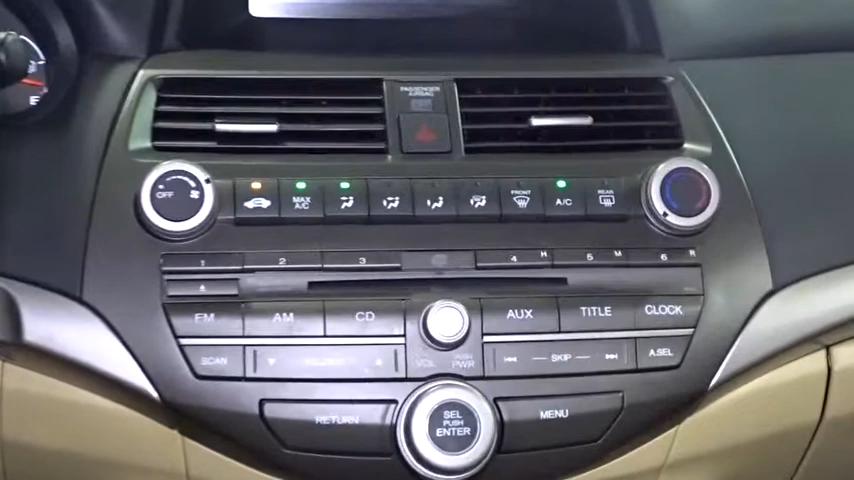 E
PASSENGER
AIRBAG
OFF
MAX
A/C
FRONT
A/C
REAR
1
2
3
4
H
5
M
6
R
FM
AM
CD
AUX
TITLE
CLOCK
SCAN
VOL
PUSH
PWR
SKIP
A.SEL
RETURN
SEL
PUSH
ENTER
MENU